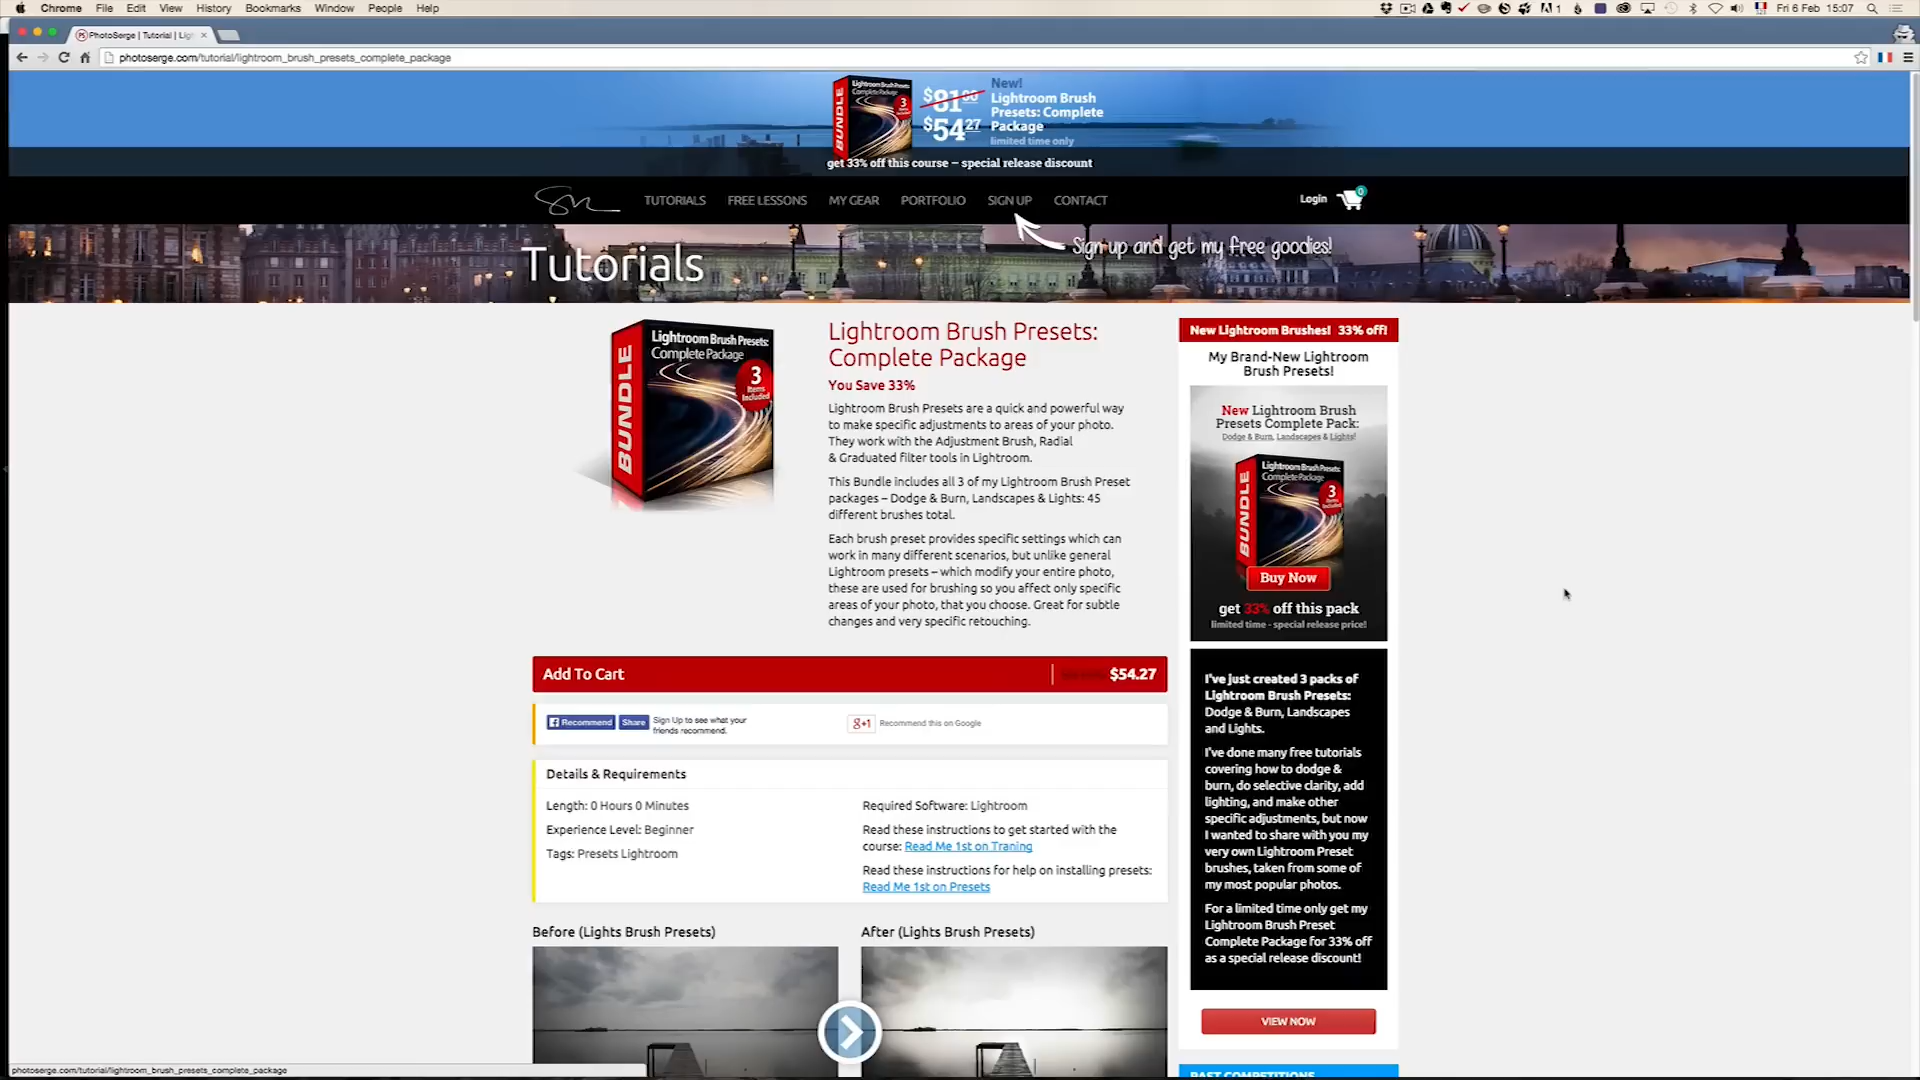 Chrome File Edit View History Bookmarks Window People Help
1 Fri 6 Feb 15:07
PhotoSerge | Tutorial | Lig
photoserge.com/tutorial/lightroom_brush_presets_complete_package
BUNDLE
Lightroom Brush Presets:
Complete Package
3
$81
$54.27
New!
Lightroom Brush
Presets: Complete
Package
limited time only
get 33% off this course – special release discount
TUTORIALS FREE LESSONS MY GEAR PORTFOLIO SIGN UP CONTACT
Login 0
Tutorials
Sign up and get my free goodies!
BUNDLE
Lightroom Brush Presets:
Complete Package
3
Items
Included
Lightroom Brush Presets:
Complete Package
You Save 33%
Lightroom Brush Presets are a quick and powerful way
to make specific adjustments to areas of your photo.
They work with the Adjustment Brush, Radial
& Graduated filter tools in Lightroom.
This Bundle includes all 3 of my Lightroom Brush Preset
packages – Dodge & Burn, Landscapes & Lights: 45
different brushes total.
Each brush preset provides specific settings which can
work in many different scenarios, but unlike general
Lightroom presets – which modify your entire photo,
these are used for brushing so you affect only specific
areas of your photo, that you choose. Great for subtle
changes and very specific retouching.
Add To Cart $54.27
Recommend Share Sign Up to see what your
friends recommend.
g+1 Recommend this on Google
Details & Requirements
Length: 0 Hours 0 Minutes
Experience Level: Beginner
Tags: Presets Lightroom
Required Software: Lightroom
Read these instructions to get started with the
course: Read Me 1st on Traning
Read these instructions for help on installing presets:
Read Me 1st on Presets
Before (Lights Brush Presets)
After (Lights Brush Presets)
New Lightroom Brushes! 33% off!
My Brand-New Lightroom
Brush Presets!
New Lightroom Brush
Presets Complete Pack:
Dodge & Burn, Landscapes & Lights!
BUNDLE
Lightroom Brush Presets:
Complete Package
3
Buy Now
get 33% off this pack
limited time - special release price!
I've just created 3 packs of
Lightroom Brush Presets:
Dodge & Burn, Landscapes
and Lights.
I've done many free tutorials
covering how to dodge &
burn, do selective clarity, add
lighting, and make other
specific adjustments, but now
I wanted to share with you my
very own Lightroom Preset
brushes, taken from some of
my most popular photos.
For a limited time only get my
Lightroom Brush Preset
Complete Package for 33% off
as a special release discount!
VIEW NOW
PAST COMPETITIONS
photoserge.com/tutorial/lightroom_brush_presets_complete_package